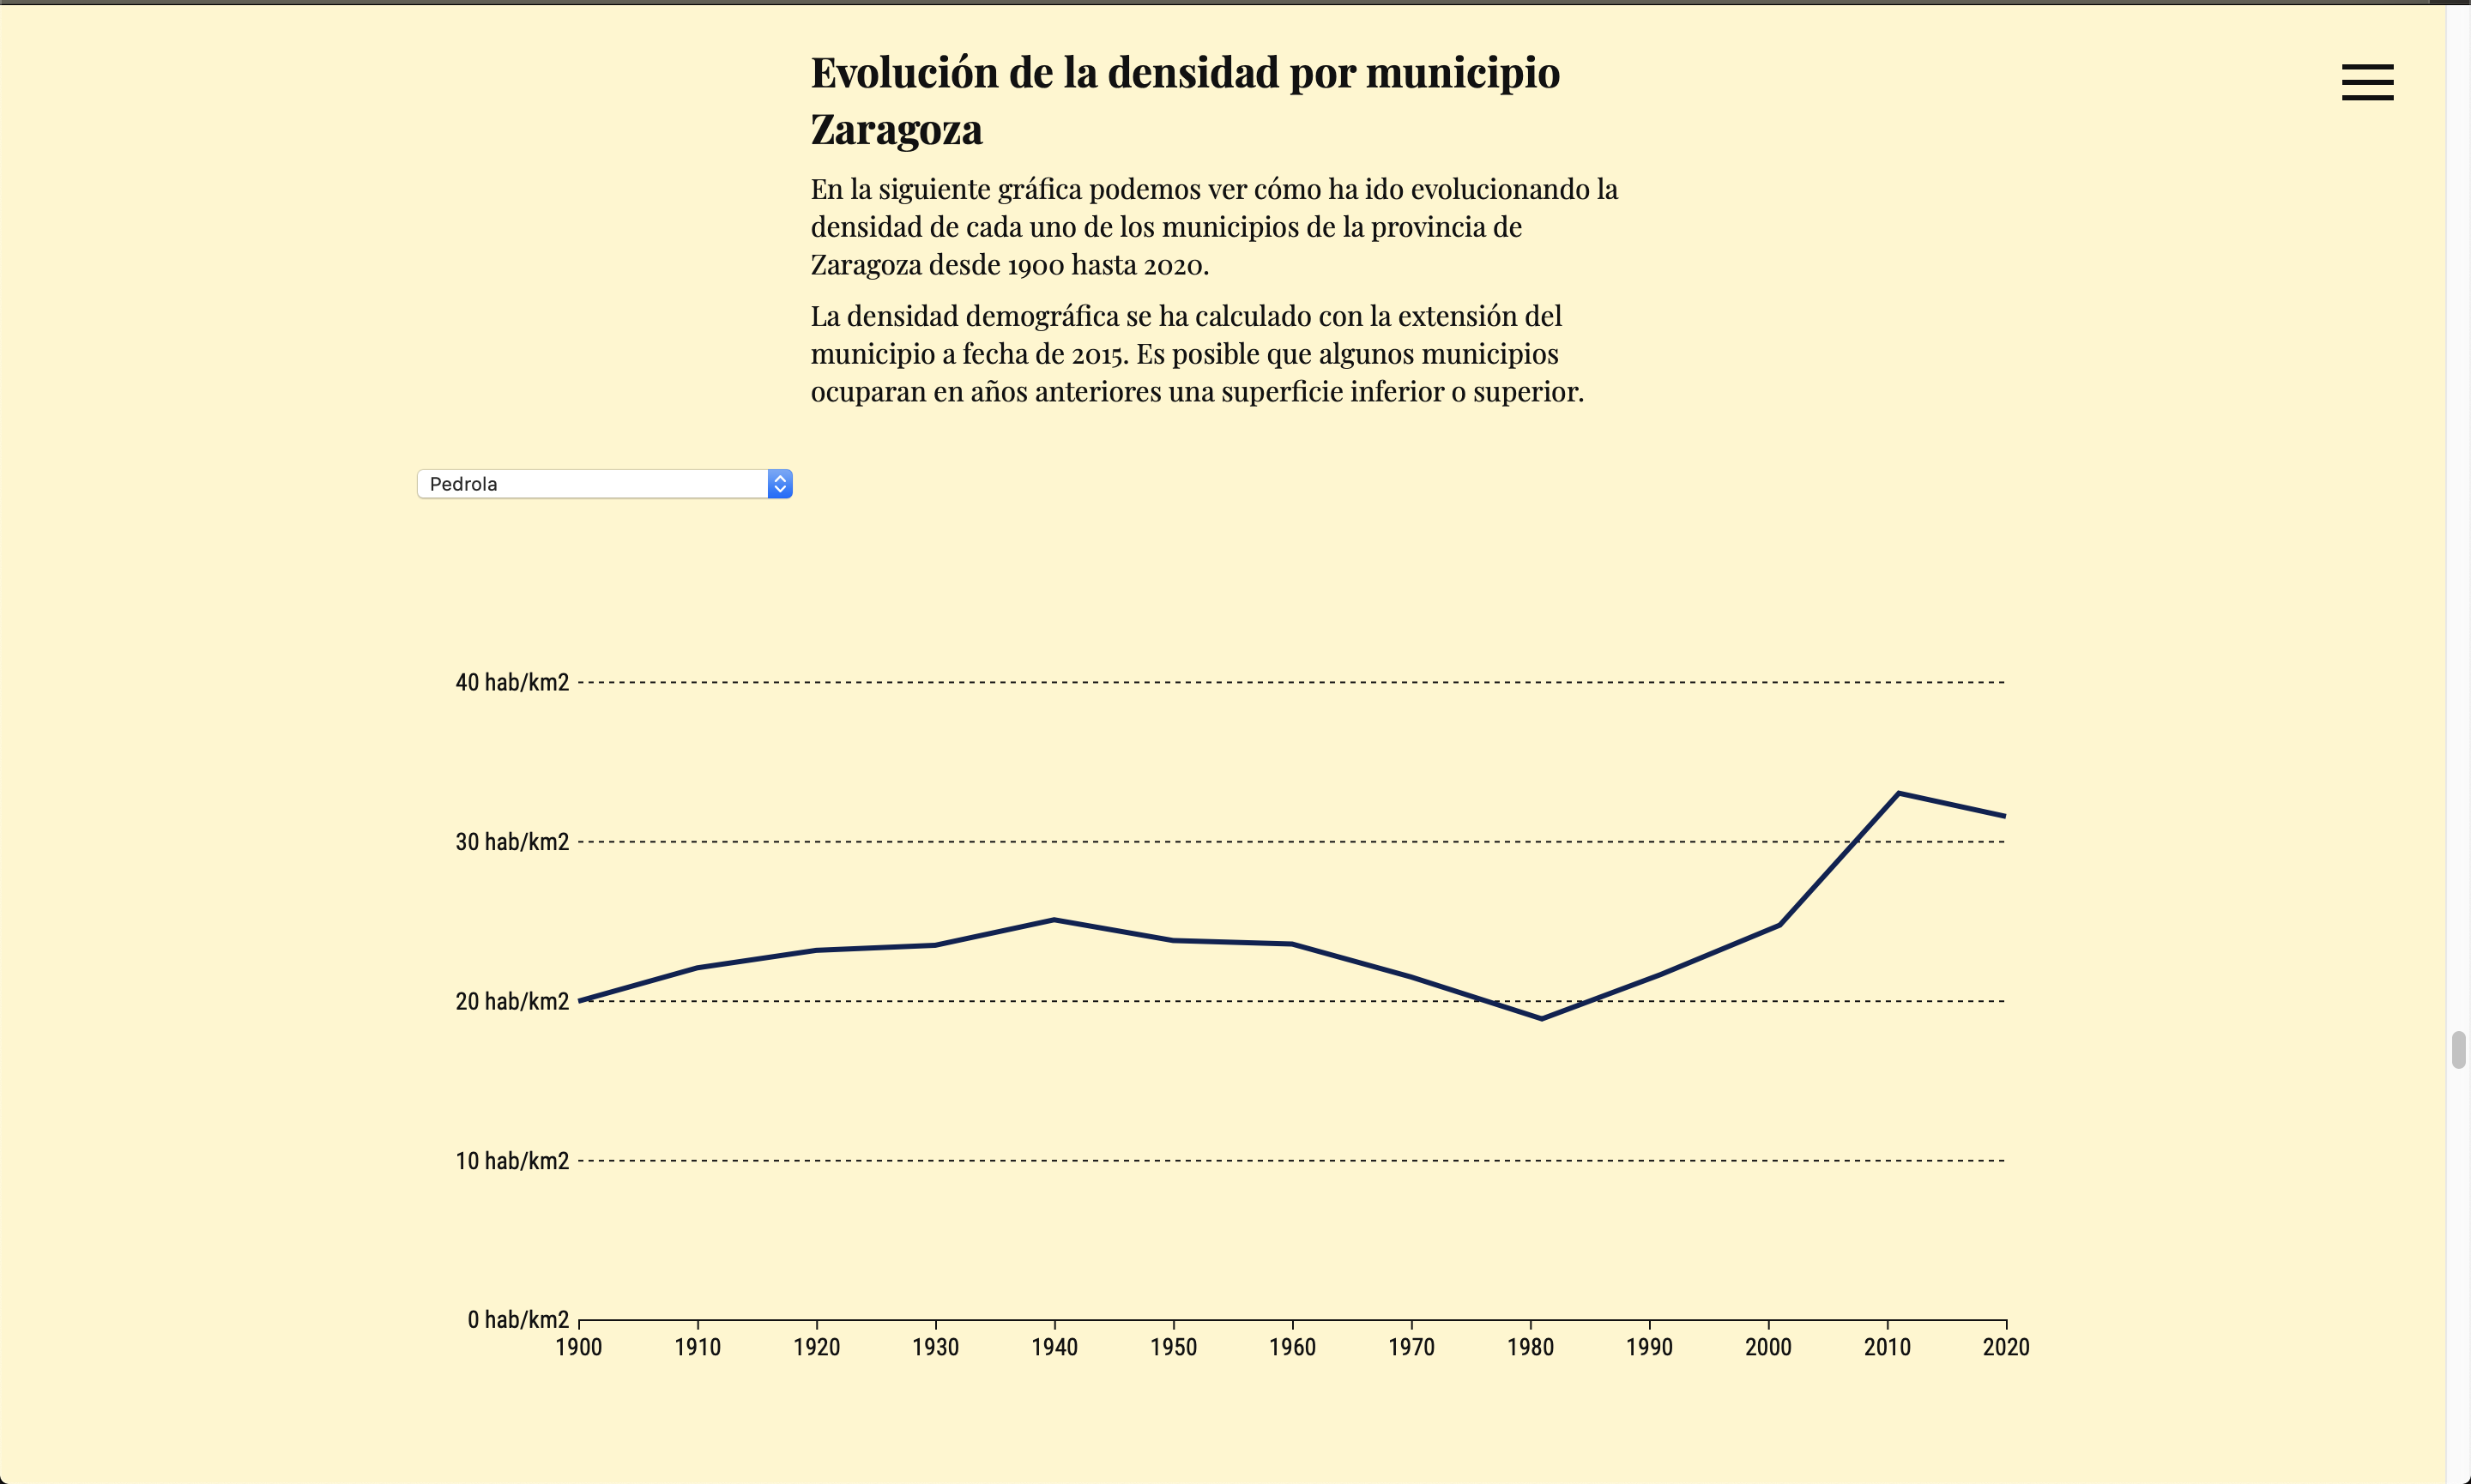 Evolución de la densidad por municipio
Zaragoza
En la siguiente gráfica podemos ver cómo ha ido evolucionando la
densidad de cada uno de los municipios de la provincia de
Zaragoza desde 1900 hasta 2020.
La densidad demográfica se ha calculado con la extensión del
municipio a fecha de 2015. Es posible que algunos municipios
ocuparan en años anteriores una superficie inferior o superior.
Pedrola
40 hab/km2
30 hab/km2
20 hab/km2
10 hab/km2
0 hab/km2
1900 1910 1920 1930 1940 1950 1960 1970 1980 1990 2000 2010 2020